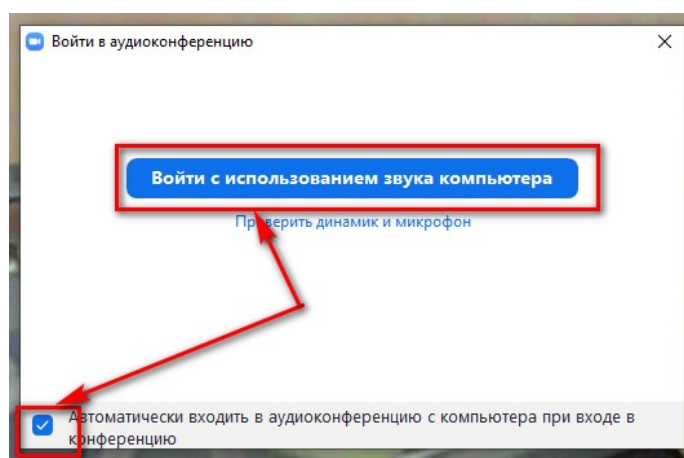 Войти в аудиоконференцию
Войти с использованием звука компьютера
Проверить динамик и микрофон
Автоматически входить в аудиоконференцию с компьютера при входе в
конференцию